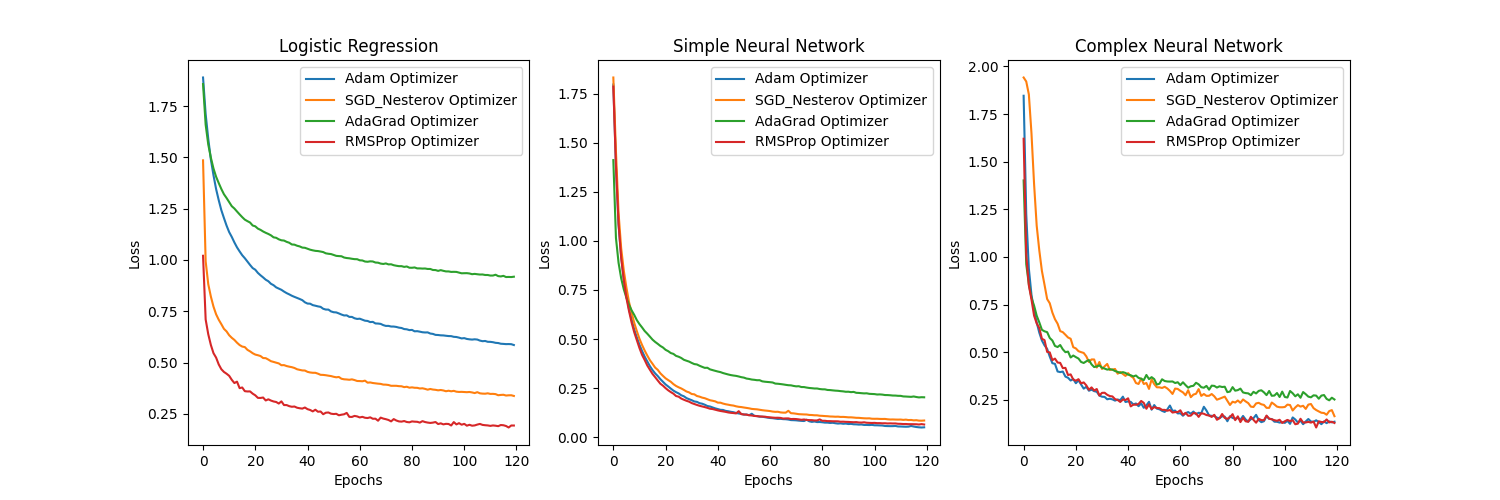 Logistic Regression
Adam Optimizer
SGD_Nesterov Optimizer
AdaGrad Optimizer
RMSProp Optimizer
1.75
1.50
1.25
1.00
0.75
0.50
0.25
Loss
0 20 40 60 80 100 120
Epochs
Simple Neural Network
Adam Optimizer
SGD_Nesterov Optimizer
AdaGrad Optimizer
RMSProp Optimizer
1.75
1.50
1.25
1.00
0.75
0.50
0.25
0.00
Loss
0 20 40 60 80 100 120
Epochs
Complex Neural Network
Adam Optimizer
SGD_Nesterov Optimizer
AdaGrad Optimizer
RMSProp Optimizer
2.00
1.75
1.50
1.25
1.00
0.75
0.50
0.25
Loss
0 20 40 60 80 100 120
Epochs